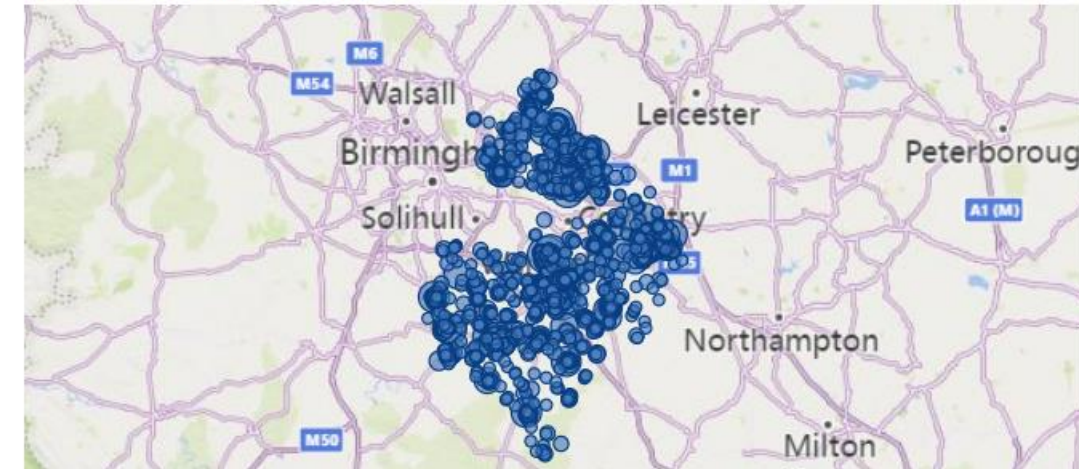 M6
M54
Walsall
Leicester
Birmingh
Peterboroug
M1
Solihull
A1 (M)
Northampton
M50
Milton